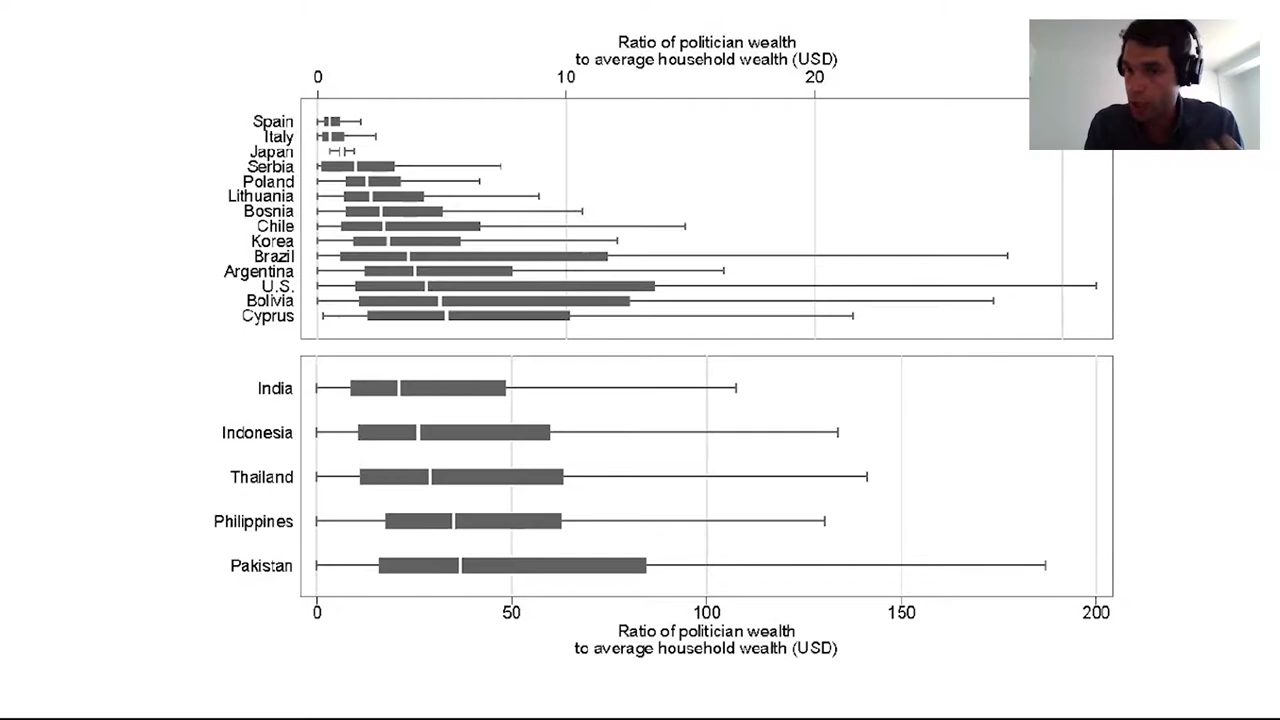 Ratio of politician wealth
to average household wealth (USD)
0 10 20
Spain
Italy
Japan
Serbia
Poland
Lithuania
Bosnia
Chile
Korea
Brazil
Argentina
U.S.
Bolivia
Cyprus
India
Indonesia
Thailand
Philippines
Pakistan
0 50 100 150 200
Ratio of politician wealth
to average household wealth (USD)